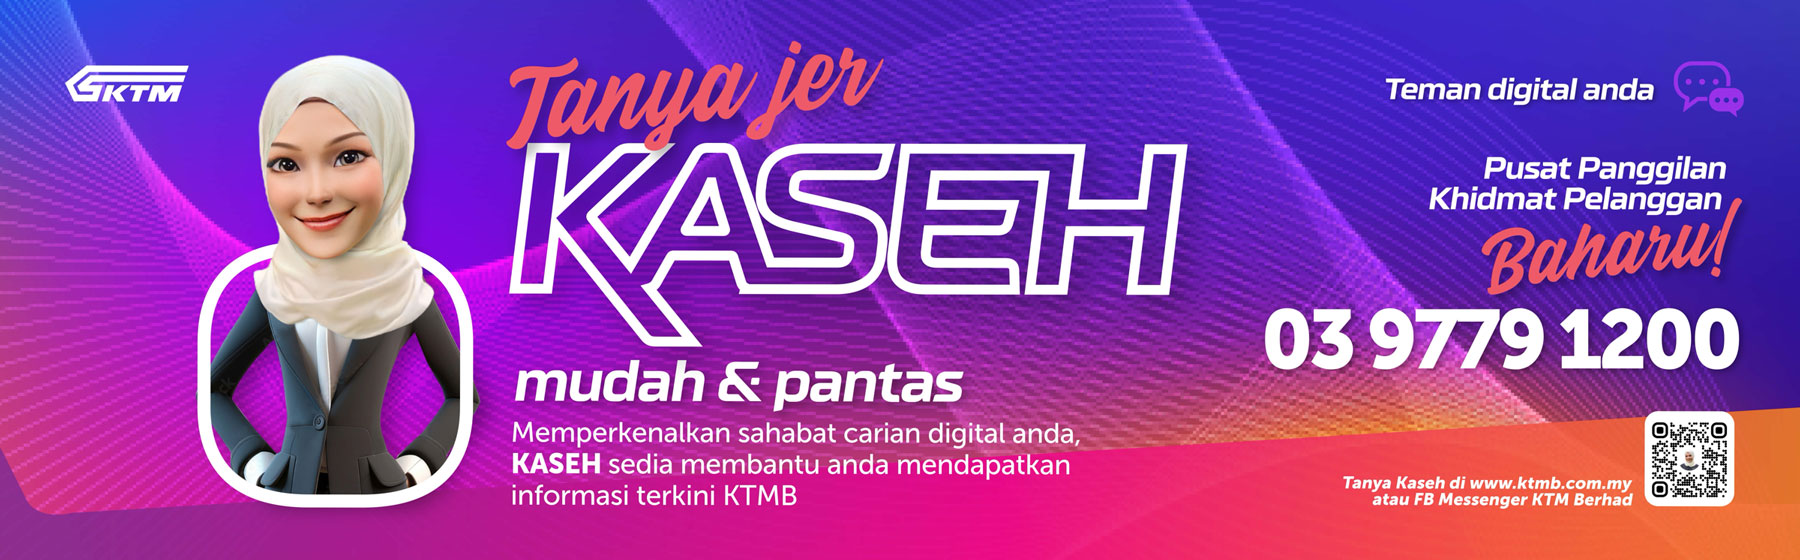 KTM
Tanya jer
KASEH
mudah & pantas
Memperkenalkan sahabat carian digital anda,
KASEH sedia membantu anda mendapatkan
informasi terkini KTMB
Teman digital anda
Pusat Panggilan
Khidmat Pelanggan
Baharu!
03 9779 1200
Tanya Kaseh di www.ktmb.com.my
atau FB Messenger KTM Berhad